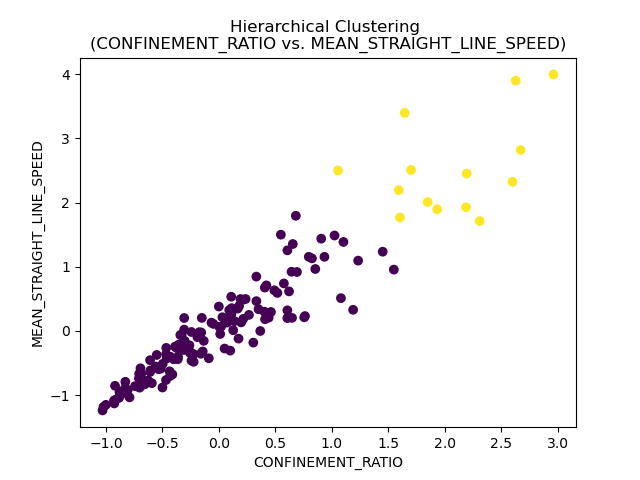 Hierarchical Clustering
(CONFINEMENT_RATIO vs. MEAN_STRAIGHT_LINE_SPEED)
MEAN_STRAIGHT_LINE_SPEED
4
3
2
1
0
−1
−1.0 −0.5 0.0 0.5 1.0 1.5 2.0 2.5 3.0
CONFINEMENT_RATIO